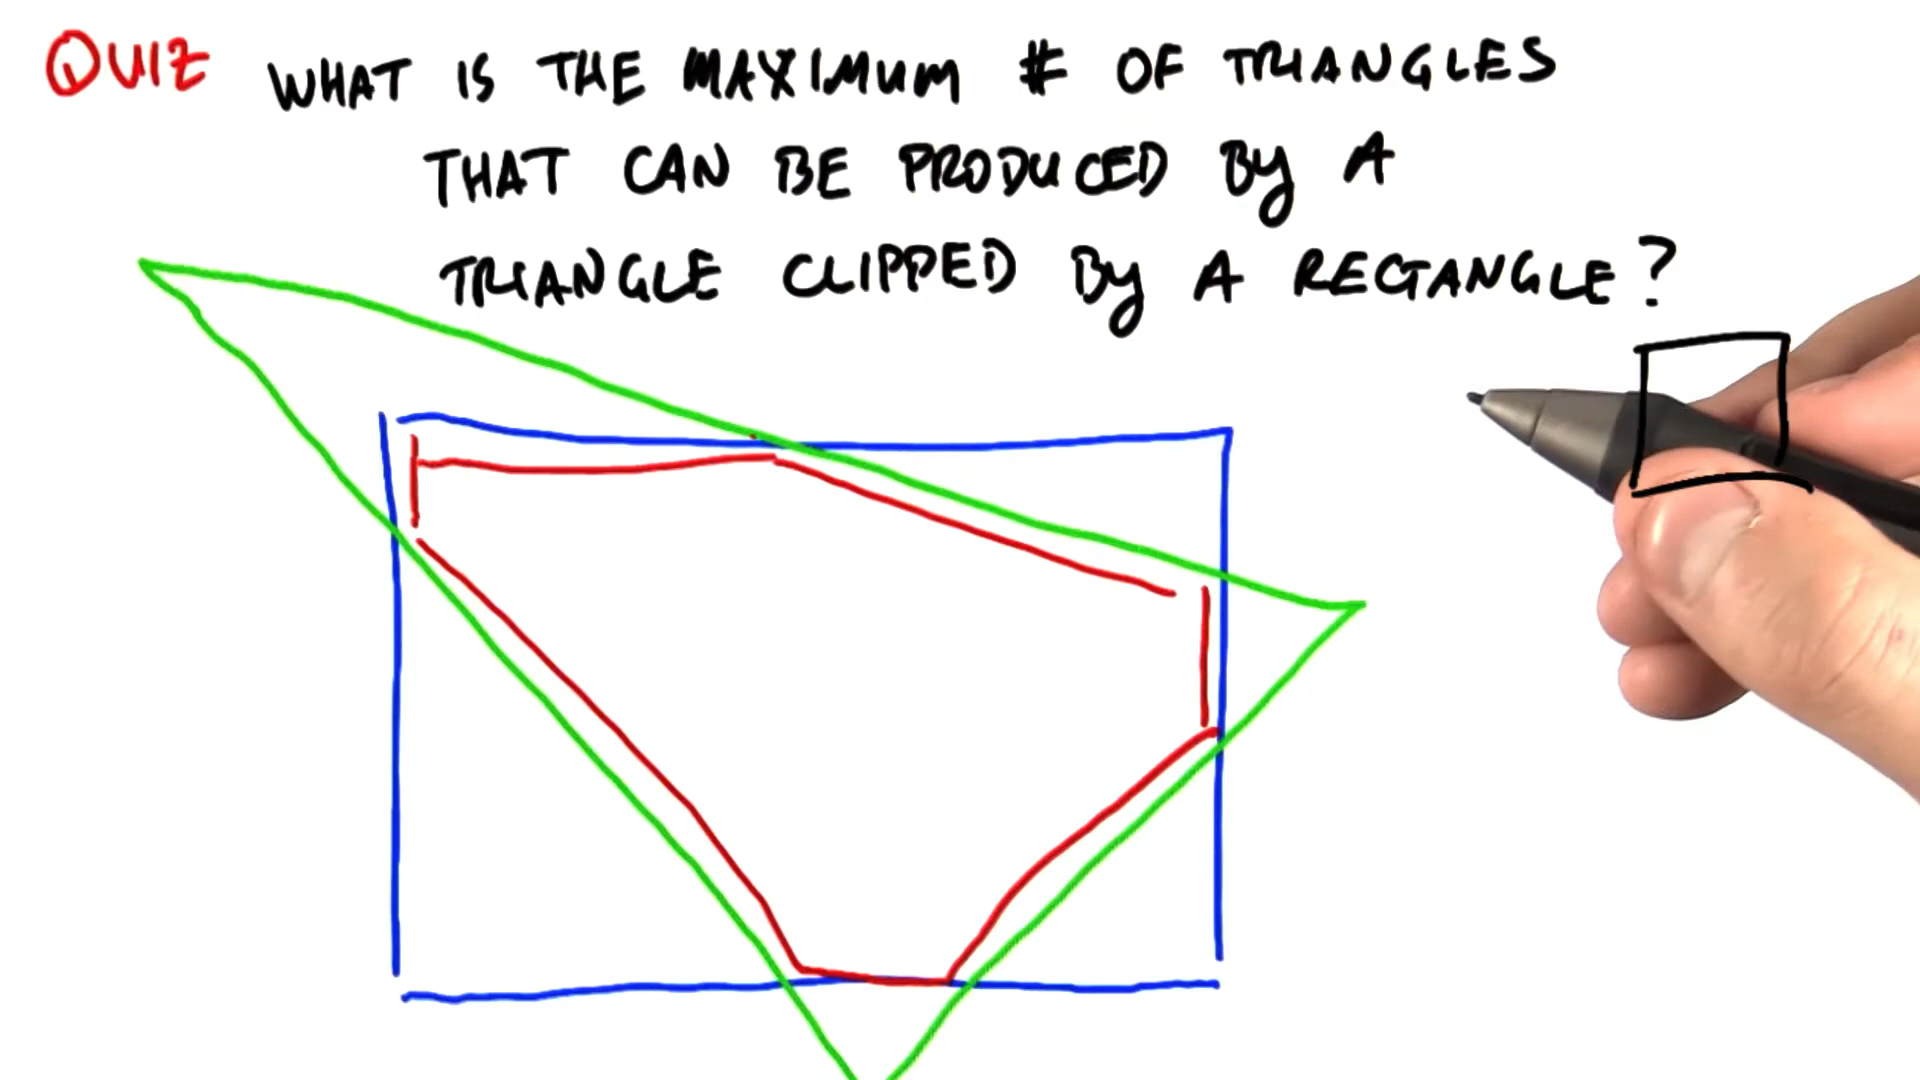 QUIZ WHAT IS THE MAXIMUM # OF TRIANGLES
THAT CAN BE PRODUCED BY A
TRIANGLE CLIPPED BY A RECTANGLE?